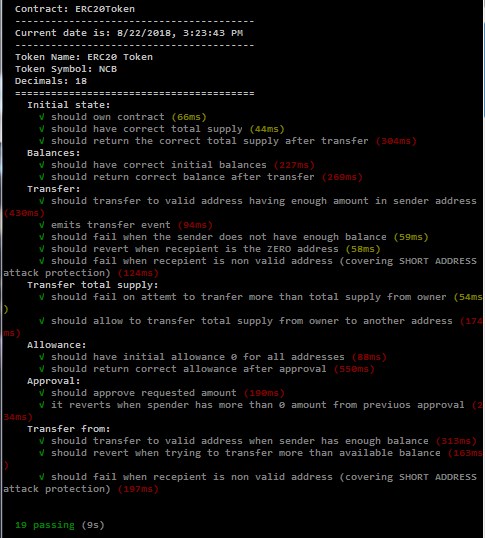 Contract: ERC20Token
----------------------------------------
Current date is: 8/22/2018, 3:23:43 PM
----------------------------------------
Token Name: ERC20 Token
Token Symbol: NCB
Decimals: 18
========================================
Initial state:
√ should own contract (66ms)
√ should have correct total supply (44ms)
√ should return the correct total supply after transfer (304ms)
Balances:
√ should have correct initial balances (227ms)
√ should return correct balance after transfer (360ms)
Transfer:
√ should transfer to valid address having enough amount in sender address
(430ms)
√ emits transfer event (94ms)
√ should fail when the sender does not have enough balance (59ms)
√ should revert when recepient is the ZERO address (58ms)
√ should fail when recepient is non valid address (covering SHORT ADDRESS
attack protection) (124ms)
Transfer total supply:
√ should fail on attemt to tranfer more than total supply from owner (54ms
)
√ should allow to transfer total supply from owner to another address (174
ms)
Allowance:
√ should have initial allowance 0 for all addresses (88ms)
√ should return correct allowance after approval (550ms)
Approval:
√ should approve requested amount (190ms)
√ it reverts when spender has more than 0 amount from previuos approval (1
34ms)
Transfer from:
√ should transfer to valid address when sender has enough balance (313ms)
√ should revert when trying to transfer more than available balance (163ms
)
√ should fail when recepient is non valid address (covering SHORT ADDRESS
attack protection) (197ms)
19 passing (9s)